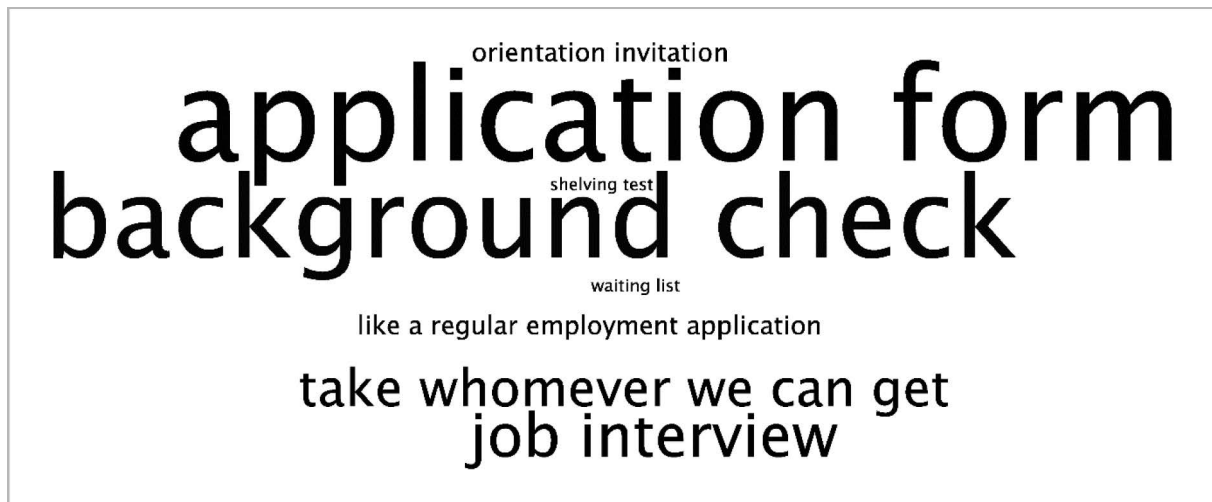 orientation invitation
application form
shelving test
background check
waiting list
like a regular employment application
take whomever we can get
job interview